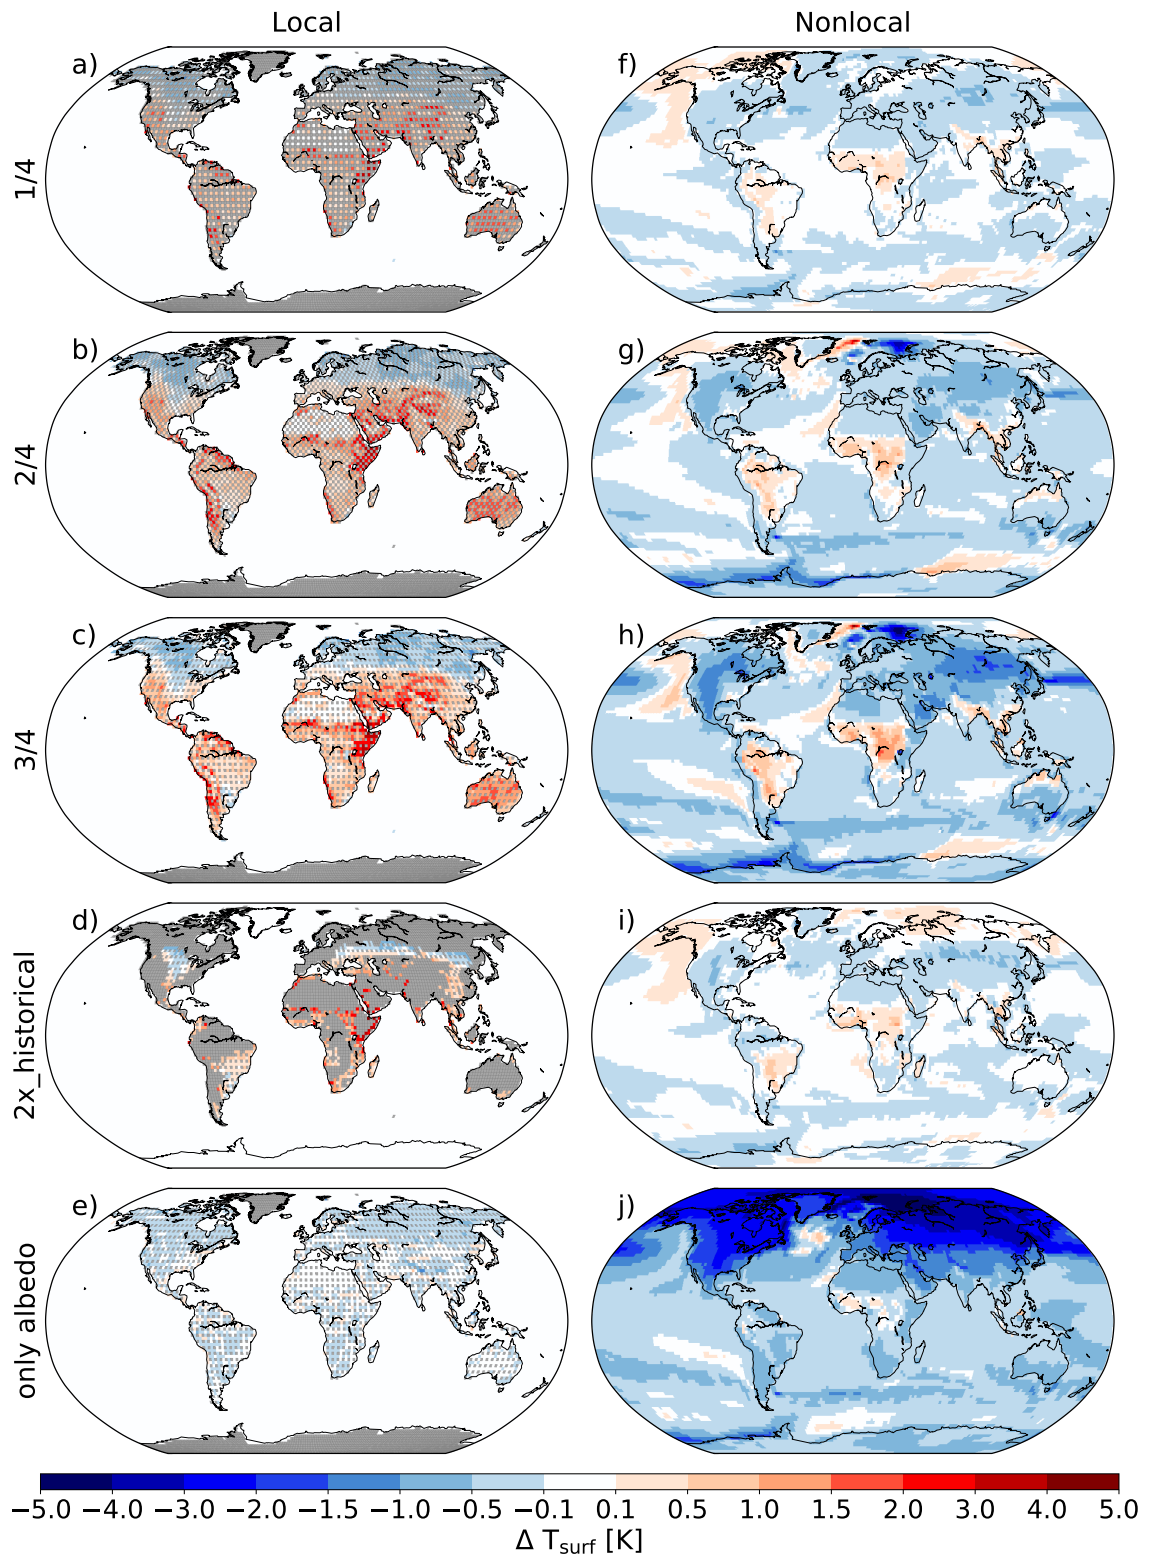 Local Nonlocal
a) f)
1/4
b) g)
2/4
c) h)
3/4
d) i)
2x_historical
e) j)
only albedo
−5.0 −4.0 −3.0 −2.0 −1.5 −1.0 −0.5 −0.1 0.1 0.5 1.0 1.5 2.0 3.0 4.0 5.0
Δ T_surf [K]